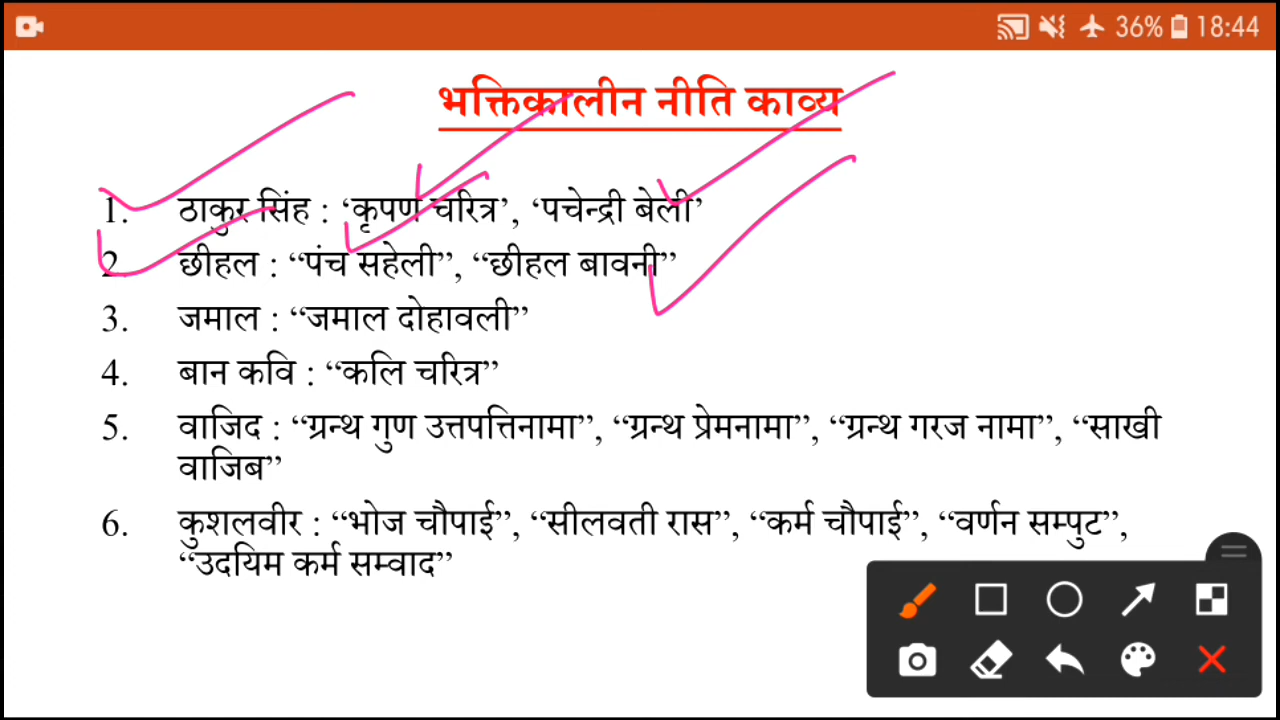 36% 18:44
भक्तिकालीन नीति काव्य
1. ठाकुर सिंह : ‘कृपण चरित्र’, ‘पचेन्द्री बेली’
2. छीहल : “पंच सहेली”, “छीहल बावनी”
3. जमाल : “जमाल दोहावली”
4. बान कवि : “कलि चरित्र”
5. वाजिद : “ग्रन्थ गुण उत्तपत्तिनामा”, “ग्रन्थ प्रेमनामा”, “ग्रन्थ गरज नामा”, “साखी
वाजिब”
6. कुशलवीर : “भोज चौपाई”, “सीलवती रास”, “कर्म चौपाई”, “वर्णन सम्पुट”,
“उदयिम कर्म सम्वाद”